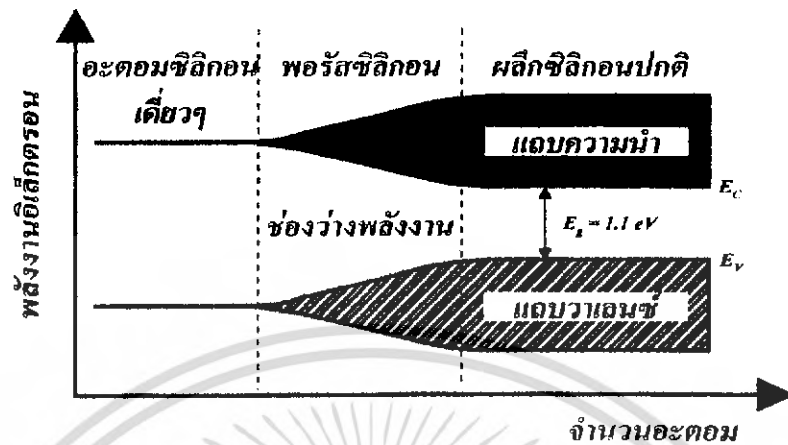 อะตอมซิลิกอน พอรัสซิลิกอน ผลึกซิลิกอนปกติ
เดี่ยวๆ
พลังงานอิเล็กตรอน
แถบความนำ
E_C
ช่องว่างพลังงาน
E_g = 1.1 eV
E_V
แถบวาเลนซ์
จำนวนอะตอม